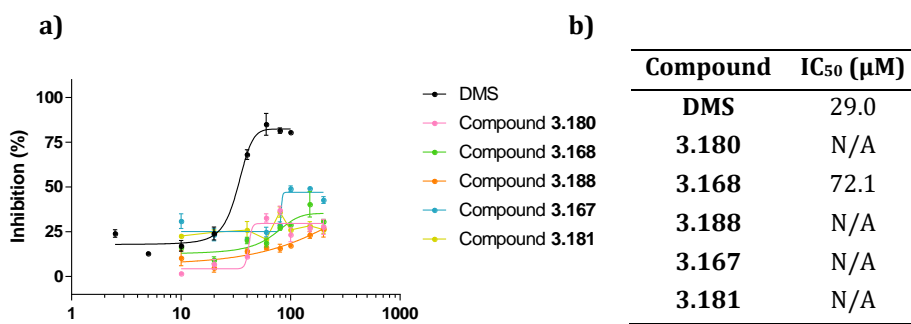 a)
Inhibition (%)
100
75
50
25
0
1
10
100
1000
DMS
Compound 3.180
Compound 3.168
Compound 3.188
Compound 3.167
Compound 3.181
b)
Compound IC₅₀ (μM)
DMS 29.0
3.180 N/A
3.168 72.1
3.188 N/A
3.167 N/A
3.181 N/A